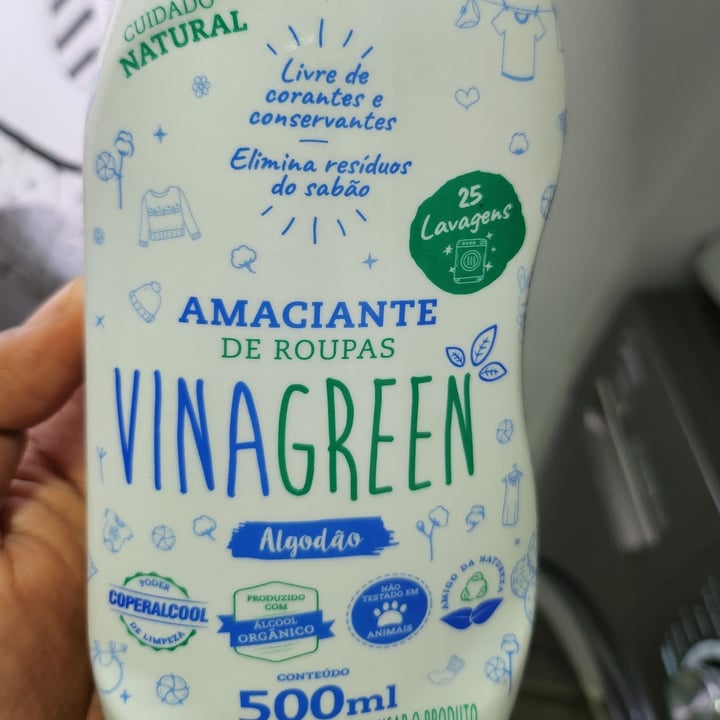 CUIDADO
NATURAL
Livre de
corantes e
conservantes
Elimina resíduos
do sabão
25
Lavagens
AMACIANTE
DE ROUPAS
VINAGREEN
Algodão
PODER
COPERALCOOL
DE LIMPEZA
PRODUZIDO
COM
ÁLCOOL
ORGÂNICO
NÃO
TESTADO EM
ANIMAIS
AMIGO DA NATUREZA
CONTEÚDO
500ml
O PRODUTO